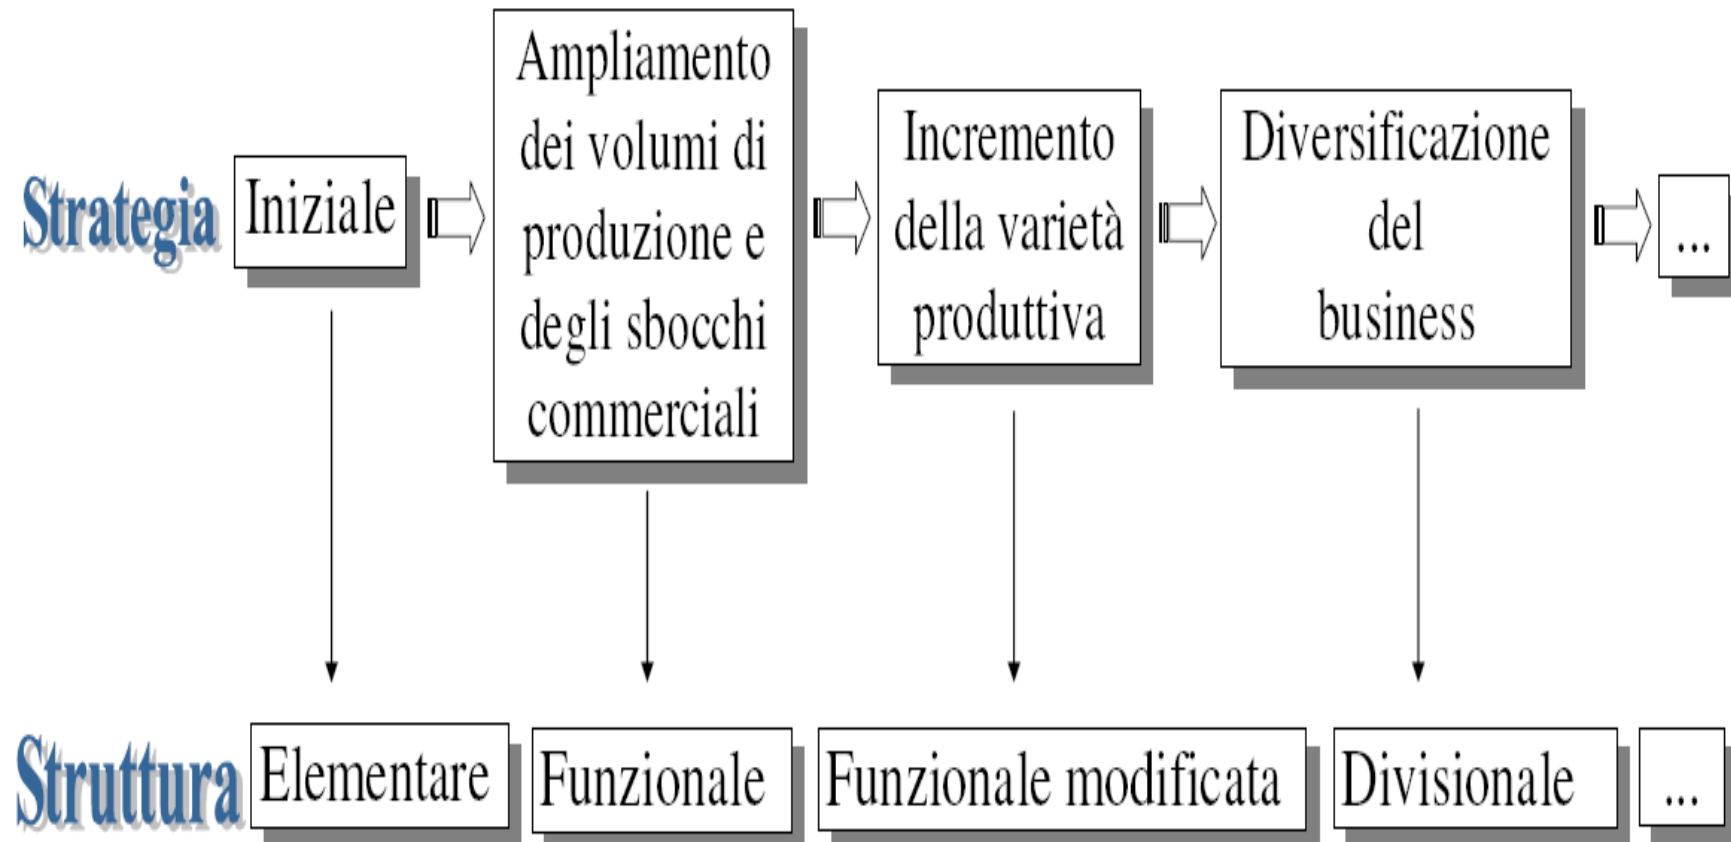 Strategia
Iniziale
Ampliamento
dei volumi di
produzione e
degli sbocchi
commerciali
Incremento
della varietà
produttiva
Diversificazione
del
business
...
Struttura
Elementare
Funzionale
Funzionale modificata
Divisionale
...